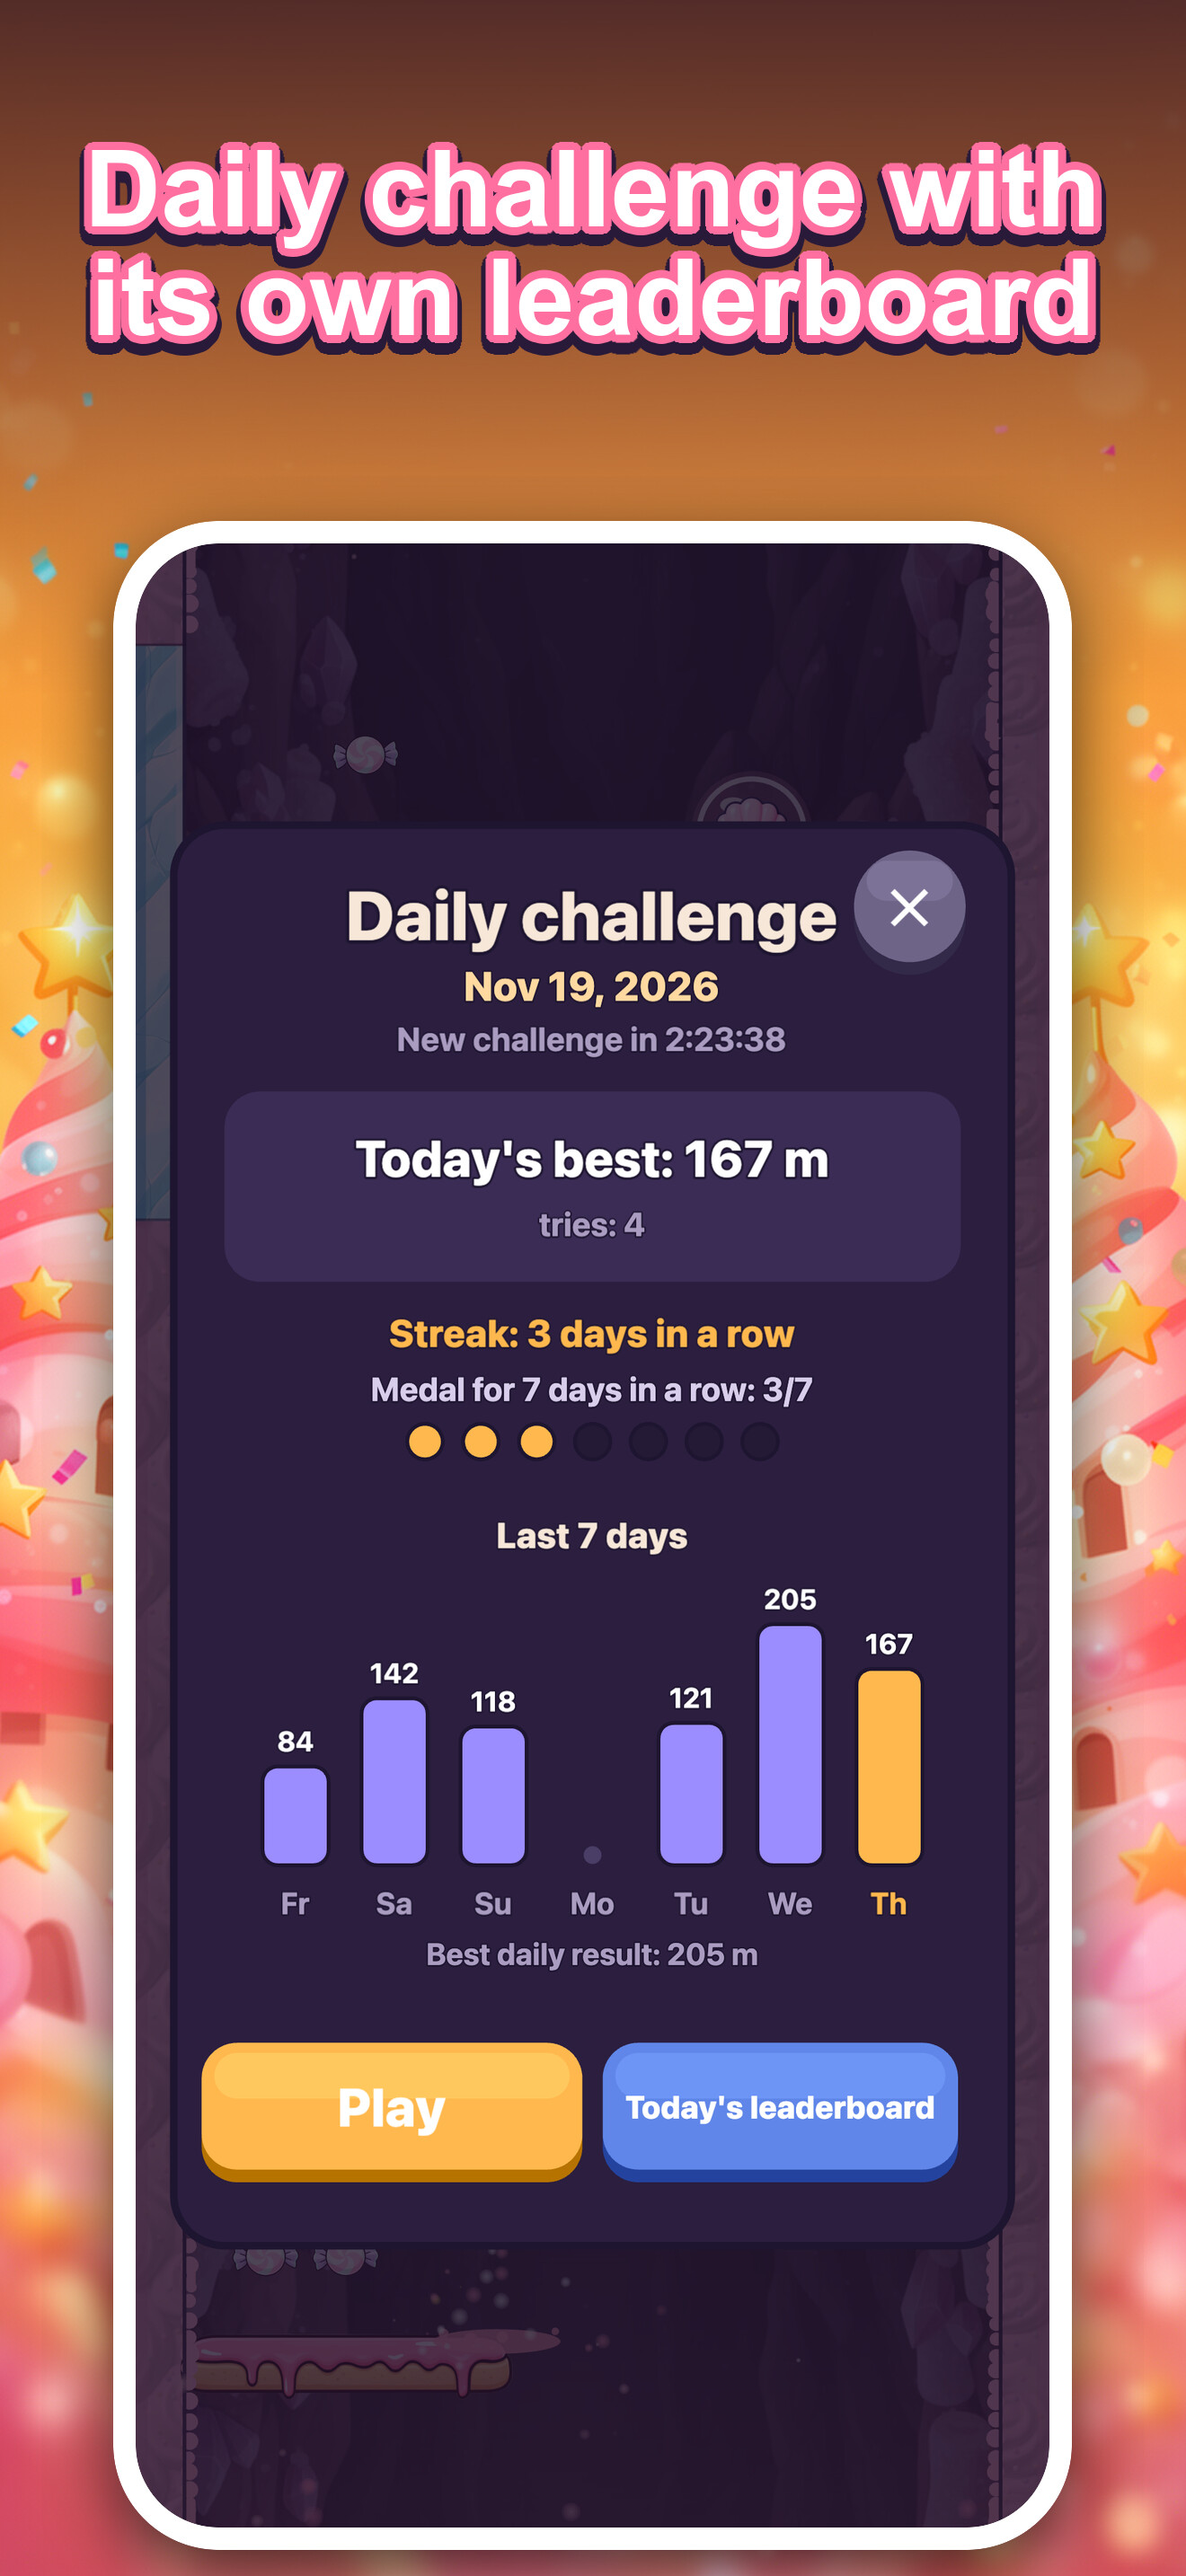 Daily challenge with
its own leaderboard
Daily challenge
Nov 19, 2026
New challenge in 2:23:38
Today's best: 167 m
tries: 4
Streak: 3 days in a row
Medal for 7 days in a row: 3/7
Last 7 days
84 142 118 121 205 167
Fr Sa Su Mo Tu We Th
Best daily result: 205 m
Play
Today's leaderboard